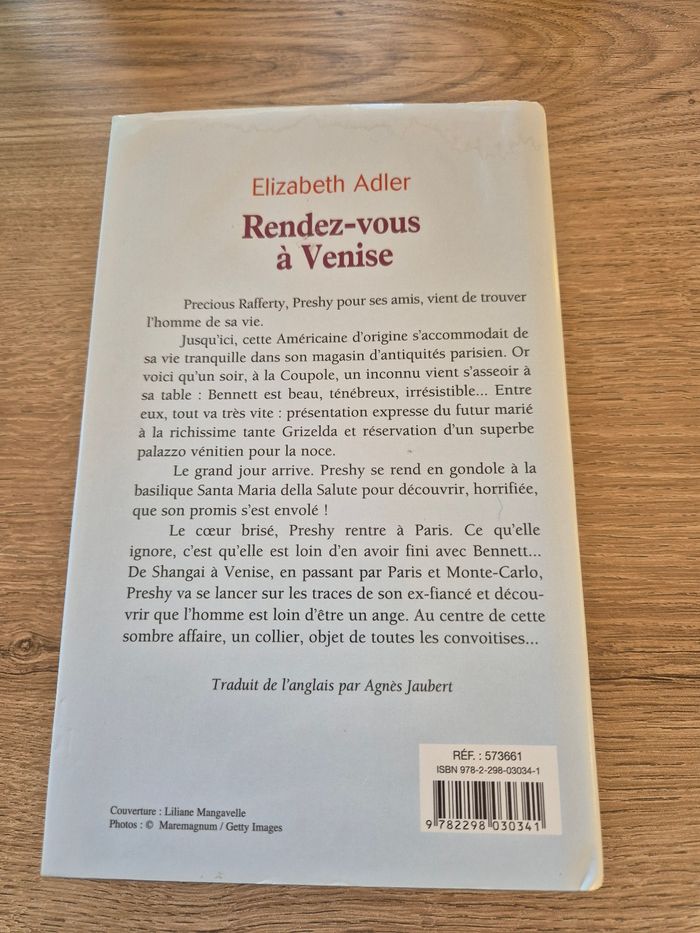 Elizabeth Adler
Rendez-vous
à Venise
Precious Rafferty, Preshy pour ses amis, vient de trouver
l'homme de sa vie.
Jusqu'ici, cette Américaine d'origine s'accommodait de
sa vie tranquille dans son magasin d'antiquités parisien. Or
voici qu'un soir, à la Coupole, un inconnu vient s'asseoir à
sa table : Bennett est beau, ténébreux, irrésistible... Entre
eux, tout va très vite : présentation expresse du futur marié
à la richissime tante Grizelda et réservation d'un superbe
palazzo vénitien pour la noce.
Le grand jour arrive. Preshy se rend en gondole à la
basilique Santa Maria della Salute pour découvrir, horrifiée,
que son promis s'est envolé !
Le cœur brisé, Preshy rentre à Paris. Ce qu'elle
ignore, c'est qu'elle est loin d'en avoir fini avec Bennett...
De Shangai à Venise, en passant par Paris et Monte-Carlo,
Preshy va se lancer sur les traces de son ex-fiancé et décou-
vrir que l'homme est loin d'être un ange. Au centre de cette
sombre affaire, un collier, objet de toutes les convoitises...
Traduit de l'anglais par Agnès Jaubert
RÉF. : 573661
ISBN 978-2-298-03034-1
9 782298 030341
Couverture : Liliane Mangavelle
Photos : © Maremagnum / Getty Images